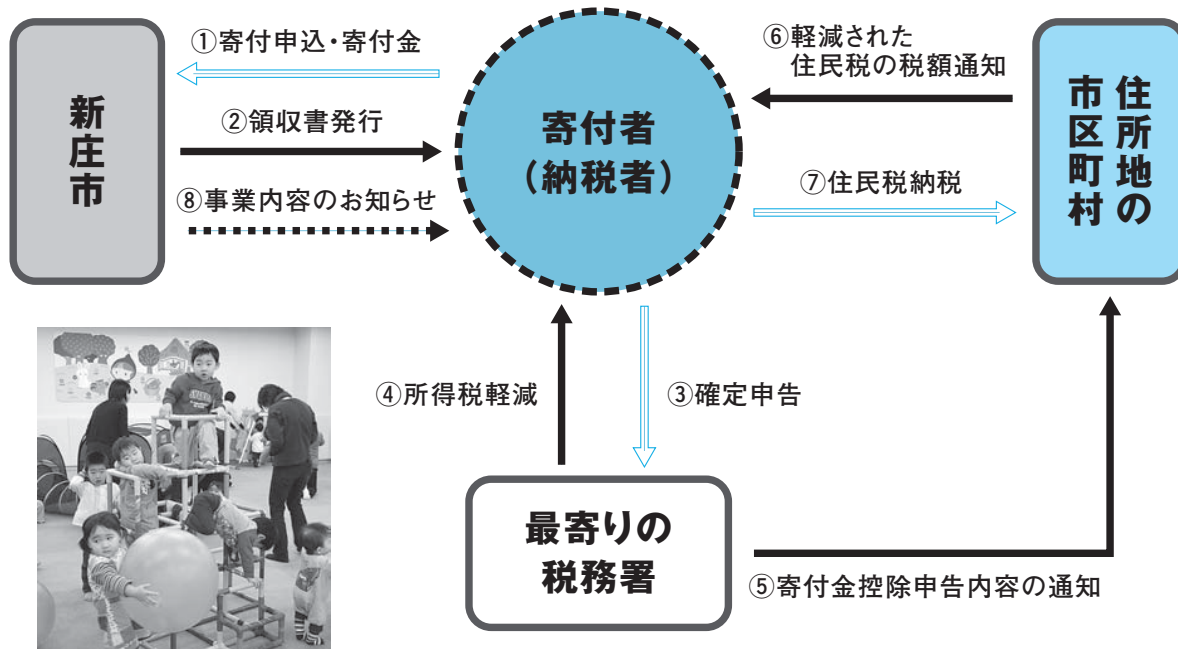 新庄市
①寄付申込・寄付金
②領収書発行
⑧事業内容のお知らせ
寄付者
（納税者）
⑥軽減された
住民税の税額通知
⑦住民税納税
住所地の
市区町村
④所得税軽減
③確定申告
最寄りの
税務署
⑤寄付金控除申告内容の通知